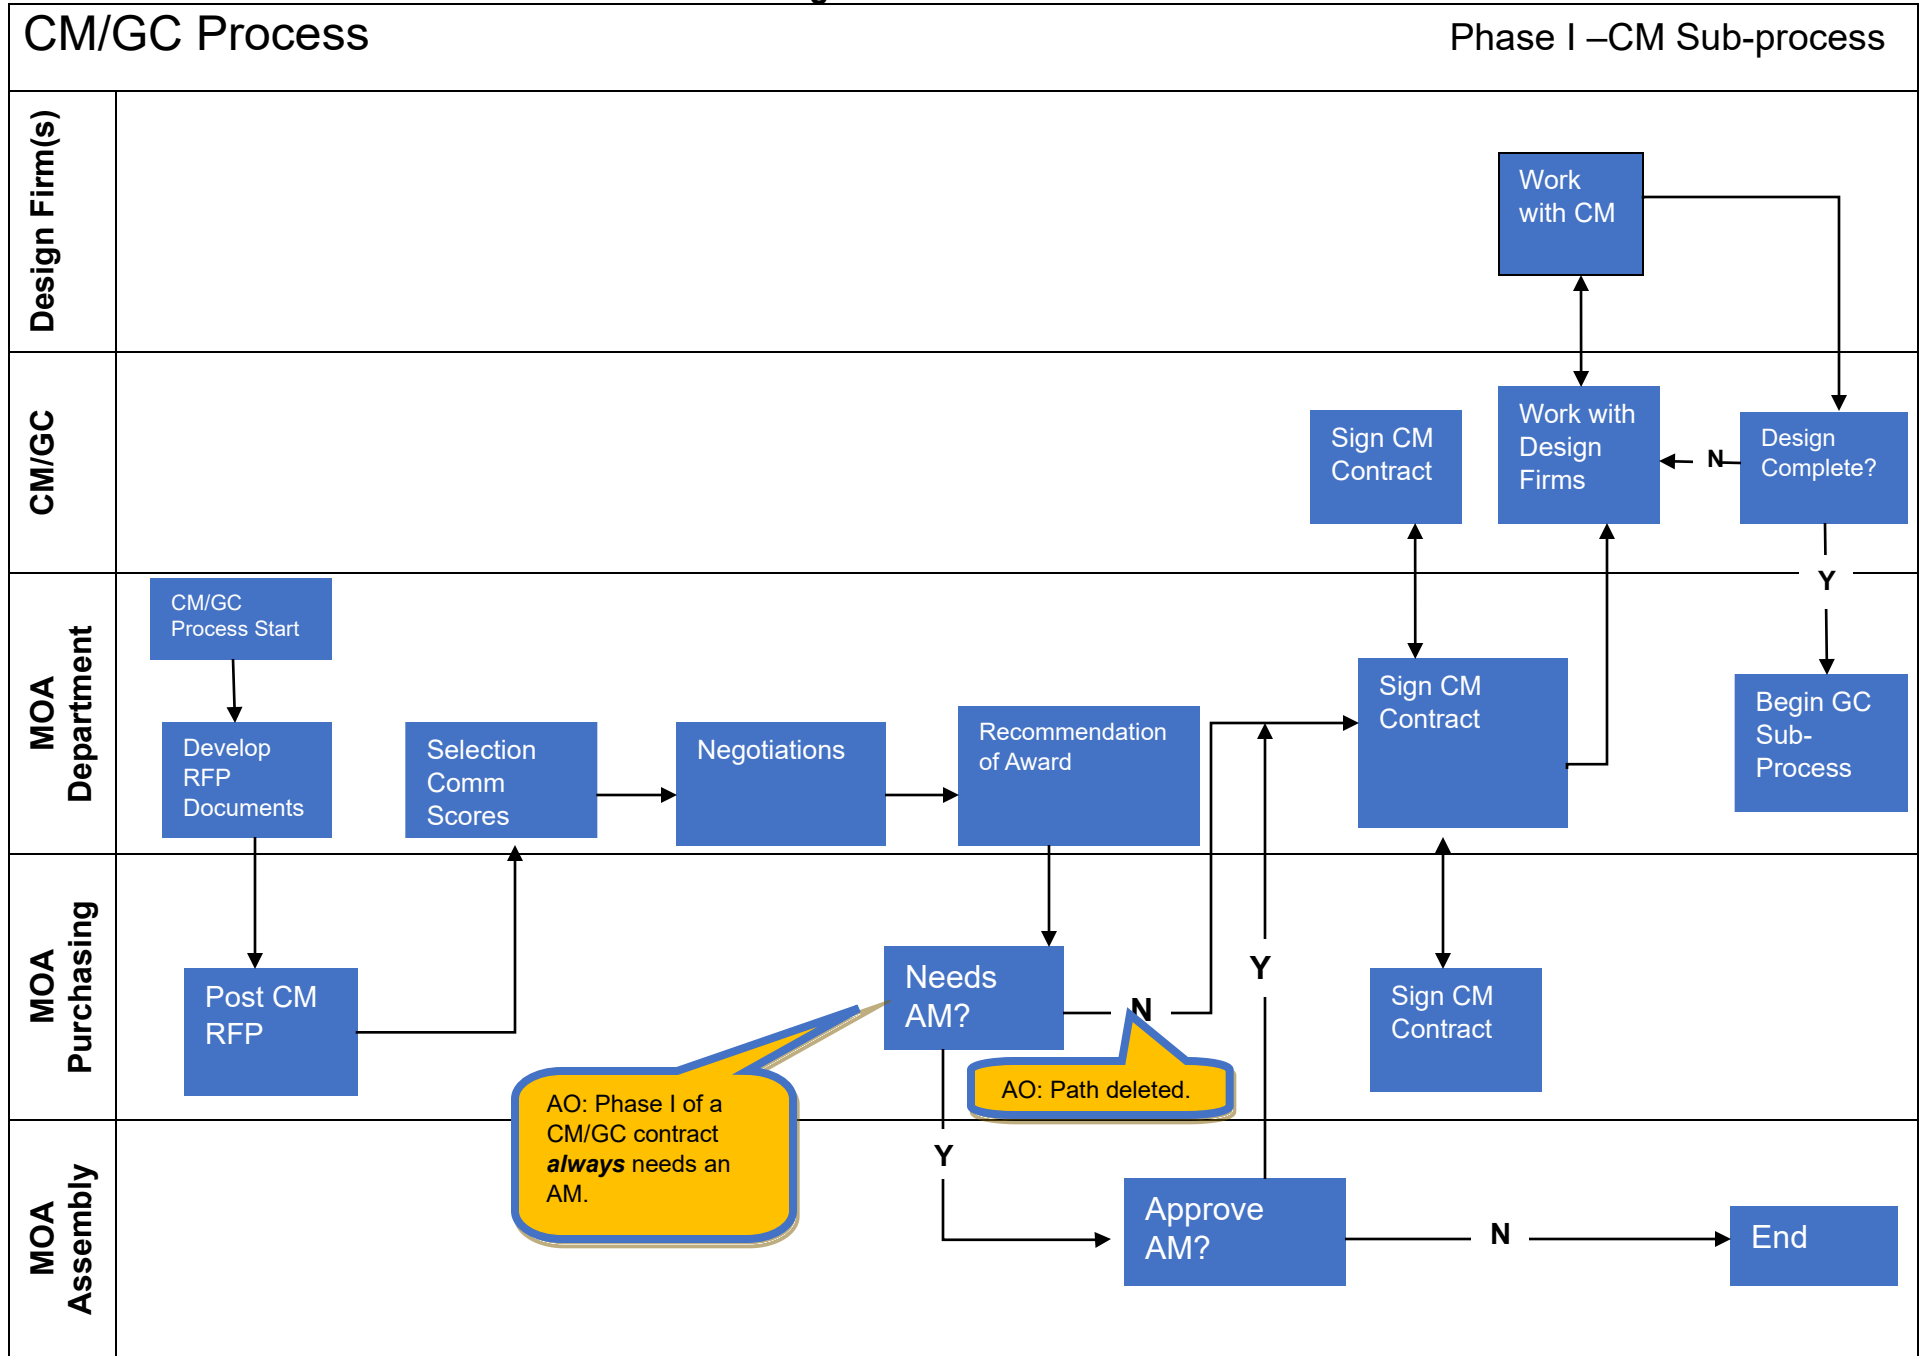 CM/GC Process
Phase I –CM Sub-process
Design Firm(s)
Work
with CM
CM/GC
Sign CM
Contract
Work with
Design
Firms
N
Design
Complete?
Y
MOA
Department
CM/GC
Process Start
Develop
RFP
Documents
Selection
Comm
Scores
Negotiations
Recommendation
of Award
Sign CM
Contract
Begin GC
Sub-
Process
MOA
Purchasing
Post CM
RFP
Needs
AM?
N
Y
Sign CM
Contract
AO: Path deleted.
AO: Phase I of a
CM/GC contract
always needs an
AM.
MOA
Assembly
Y
Approve
AM?
N
End